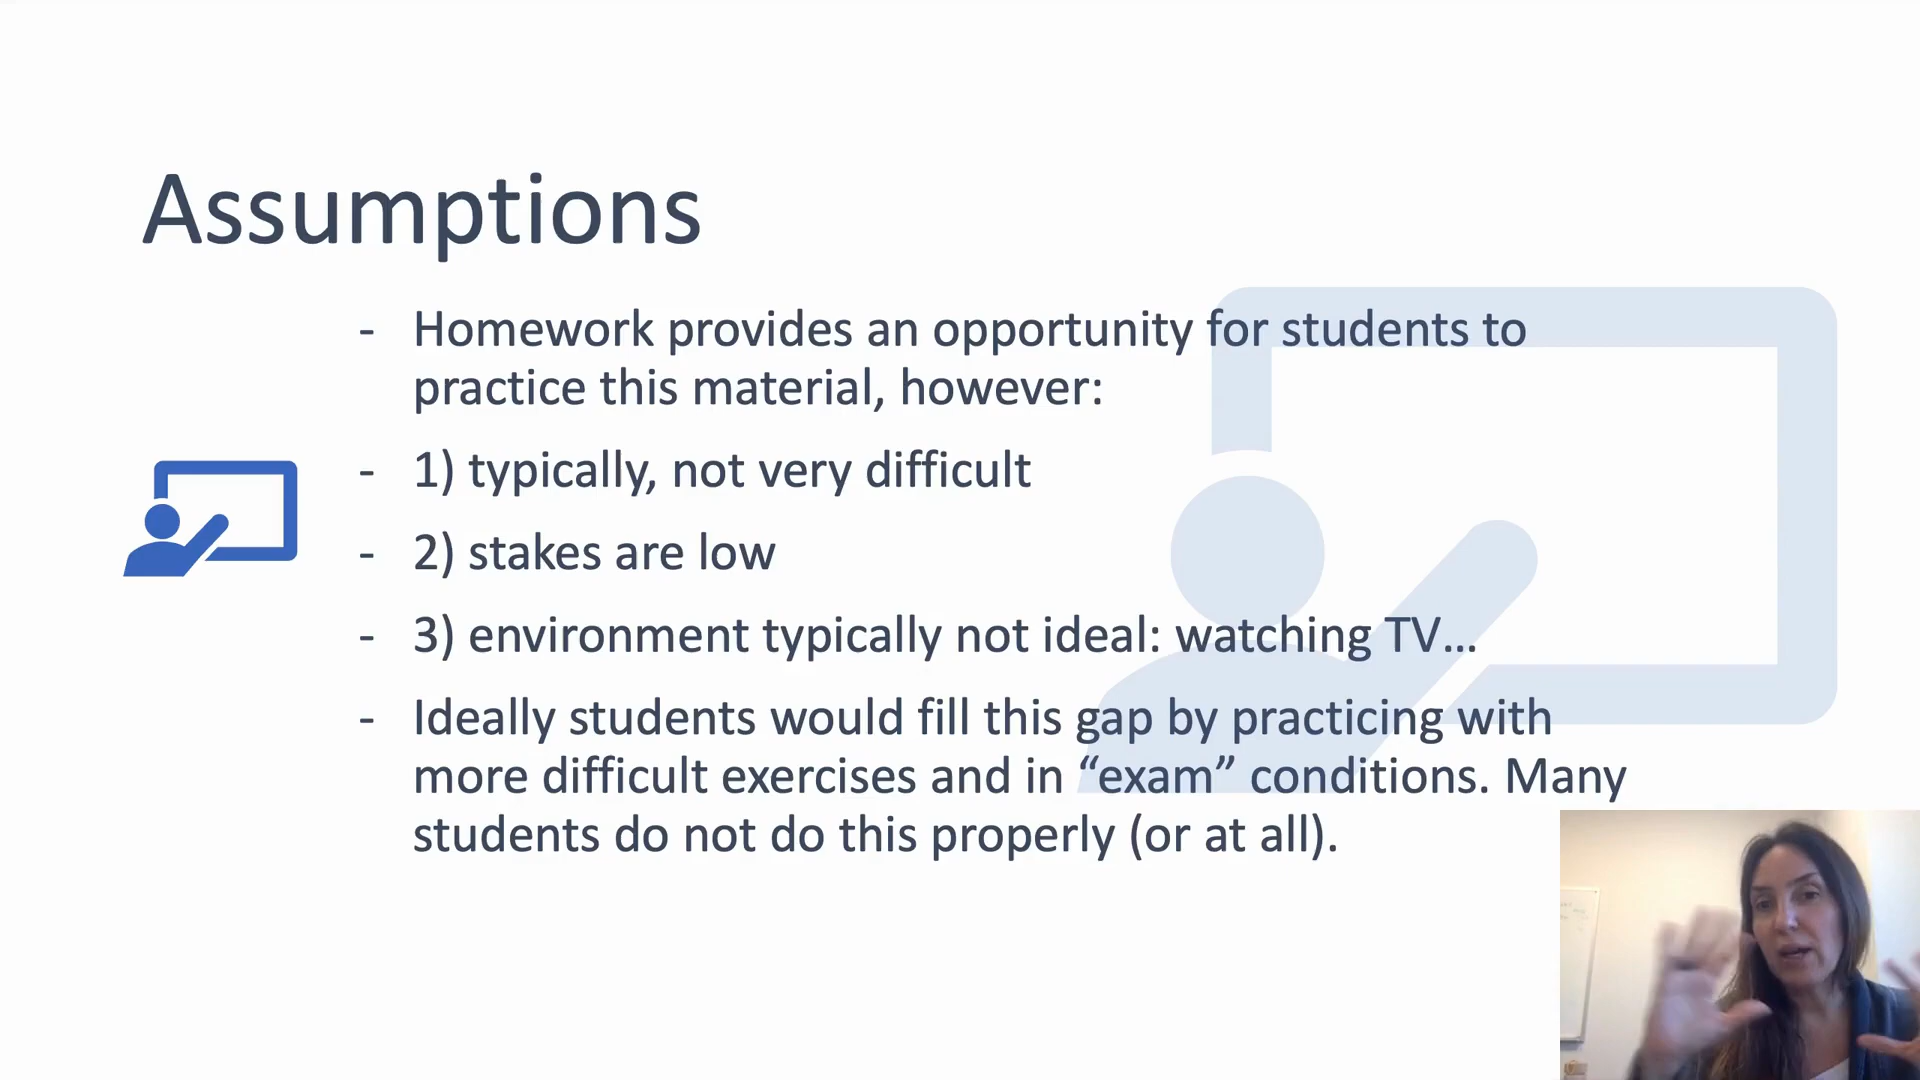 Assumptions
- Homework provides an opportunity for students to
practice this material, however:
- 1) typically, not very difficult
- 2) stakes are low
- 3) environment typically not ideal: watching TV...
- Ideally students would fill this gap by practicing with
more difficult exercises and in “exam” conditions. Many
students do not do this properly (or at all).